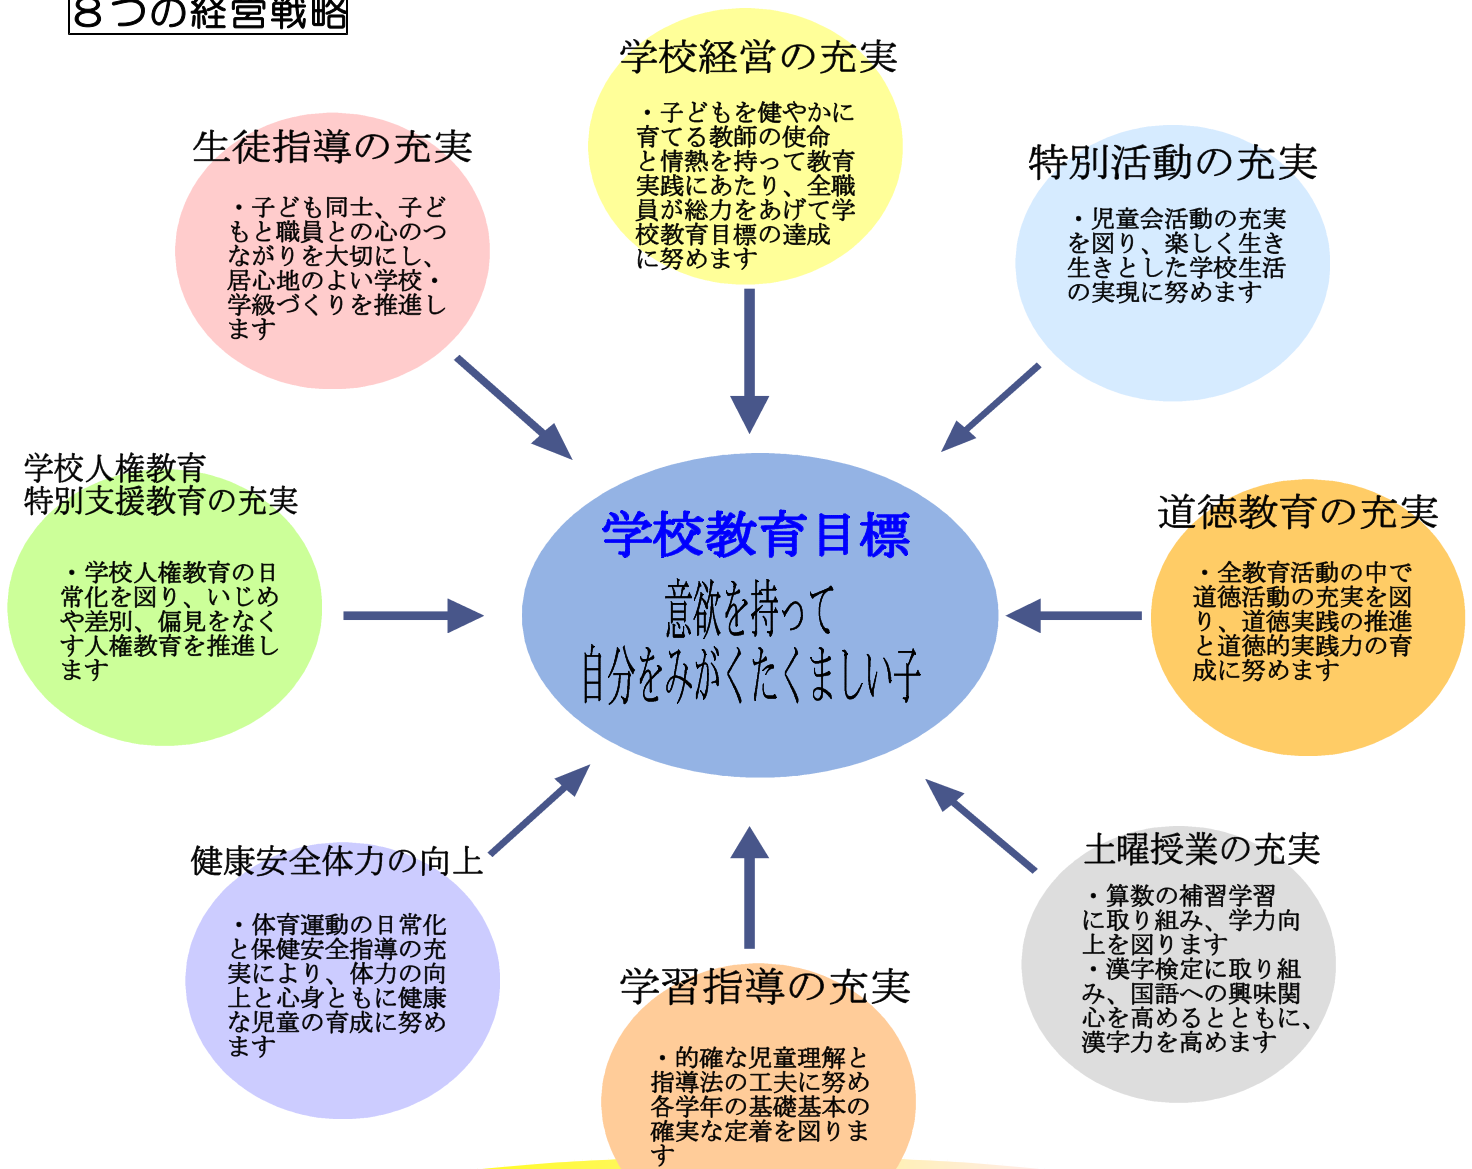 ８つの経営戦略
学校経営の充実
・子どもを健やかに
育てる教師の使命
と情熱を持って教育
実践にあたり、全職
員が総力をあげて学
校教育目標の達成
に努めます
生徒指導の充実
・子ども同士、子ど
もと職員との心のつ
ながりを大切にし、
居心地のよい学校・
学級づくりを推進し
ます
特別活動の充実
・児童会活動の充実
を図り、楽しく生き
生きとした学校生活
の実現に努めます
学校人権教育
特別支援教育の充実
・学校人権教育の日
常化を図り、いじめ
や差別、偏見をなく
す人権教育を推進し
ます
学校教育目標
意欲を持って
自分をみがくたくましい子
道徳教育の充実
・全教育活動の中で
道徳活動の充実を図
り、道徳実践の推進
と道徳的実践力の育
成に努めます
健康安全体力の向上
・体育運動の日常化
と保健安全指導の充
実により、体力の向
上と心身ともに健康
な児童の育成に努め
ます
学習指導の充実
・的確な児童理解と
指導法の工夫に努め
各学年の基礎基本の
確実な定着を図りま
す
土曜授業の充実
・算数の補習学習
に取り組み、学力向
上を図ります
・漢字検定に取り組
み、国語への興味関
心を高めるとともに、
漢字力を高めます